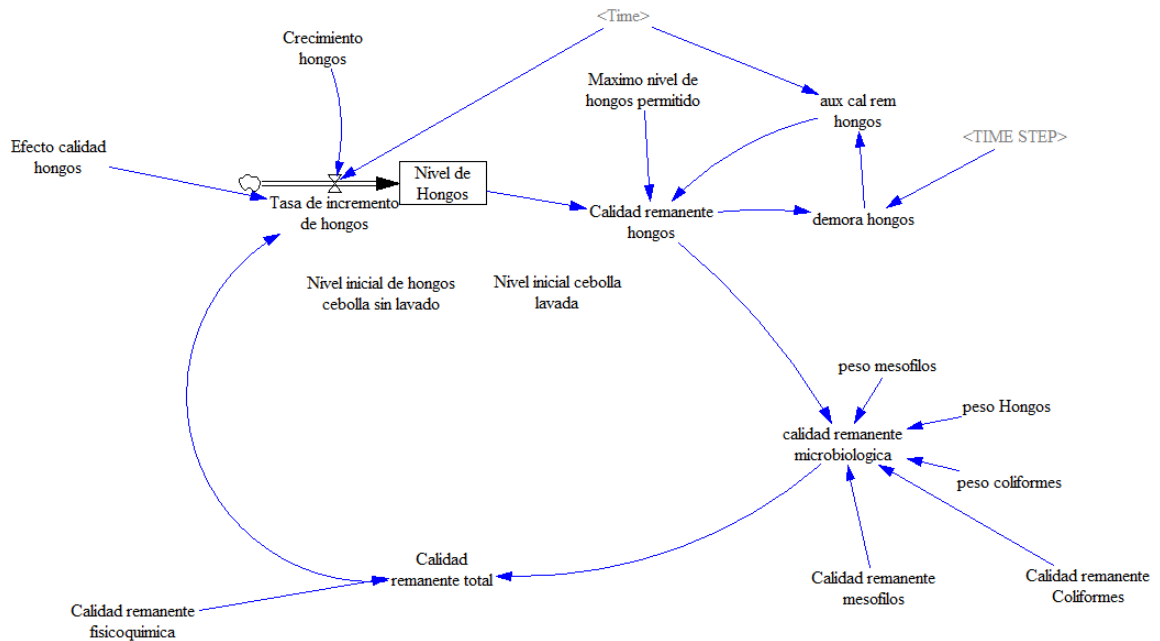 <Time>
Crecimiento
hongos
Maximo nivel de
hongos permitido
aux cal rem
hongos
<TIME STEP>
Efecto calidad
hongos
Nivel de
Hongos
Tasa de incremento
de hongos
Calidad remanente
hongos
demora hongos
Nivel inicial de hongos
cebolla sin lavado
Nivel inicial cebolla
lavada
peso mesofilos
peso Hongos
calidad remanente
microbiologica
peso coliformes
Calidad
remanente total
Calidad remanente
mesofilos
Calidad remanente
Coliformes
Calidad remanente
fisicoquimica